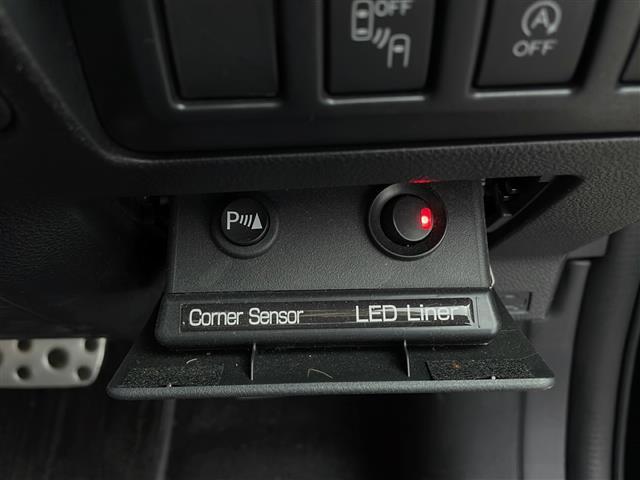 OFF
A
OFF
P
Corner Sensor LED Liner